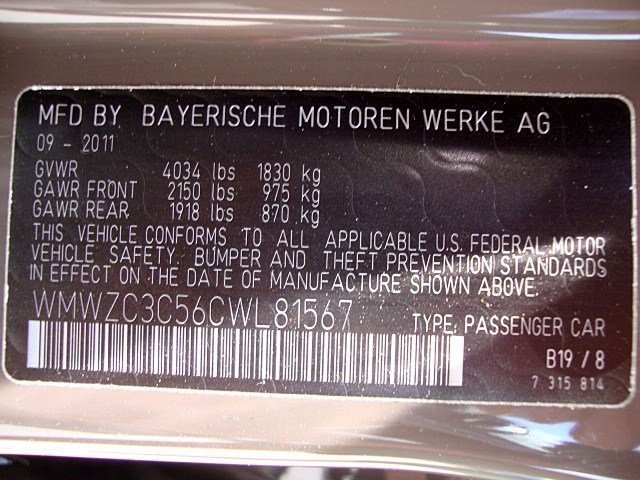 MFD BY BAYERISCHE MOTOREN WERKE AG
09 - 2011
GVWR 4034 lbs 1830 kg
GAWR FRONT 2150 lbs 975 kg
GAWR REAR 1918 lbs 870 kg
THIS VEHICLE CONFORMS TO ALL APPLICABLE U.S. FEDERAL MOTOR
VEHICLE SAFETY, BUMPER AND THEFT PREVENTION STANDARDS
IN EFFECT ON THE DATE OF MANUFACTURE SHOWN ABOVE.
WMWZC3C56CWL81567 TYPE: PASSENGER CAR
B19 / 8
7 315 814